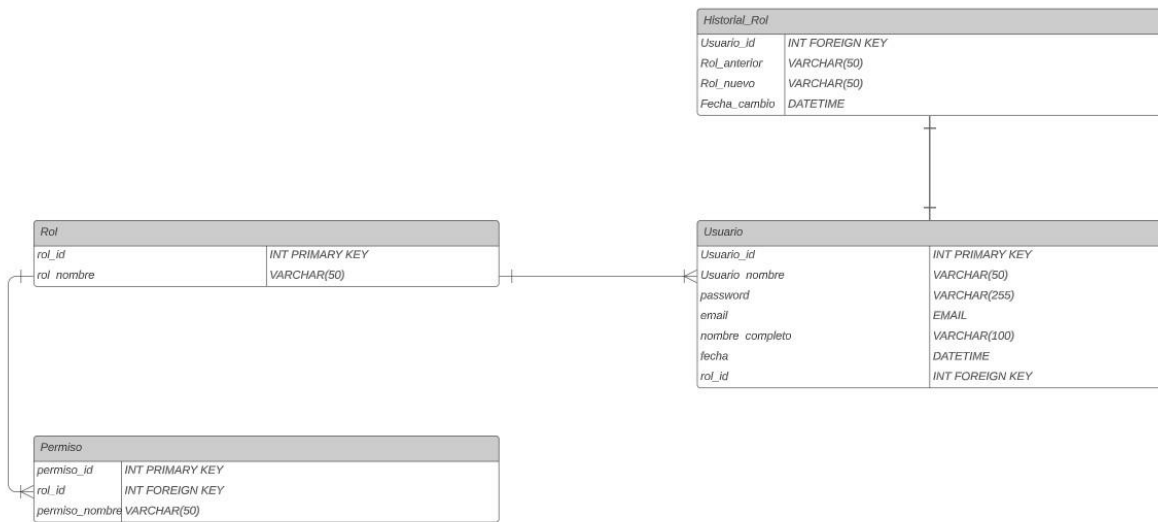 Historial_Rol
Usuario_id INT FOREIGN KEY
Rol_anterior VARCHAR(50)
Rol_nuevo VARCHAR(50)
Fecha_cambio DATETIME
Rol
rol_id INT PRIMARY KEY
rol_nombre VARCHAR(50)
Usuario
Usuario_id INT PRIMARY KEY
Usuario_nombre VARCHAR(50)
password VARCHAR(255)
email EMAIL
nombre_completo VARCHAR(100)
fecha DATETIME
rol_id INT FOREIGN KEY
Permiso
permiso_id INT PRIMARY KEY
rol_id INT FOREIGN KEY
permiso_nombre VARCHAR(50)